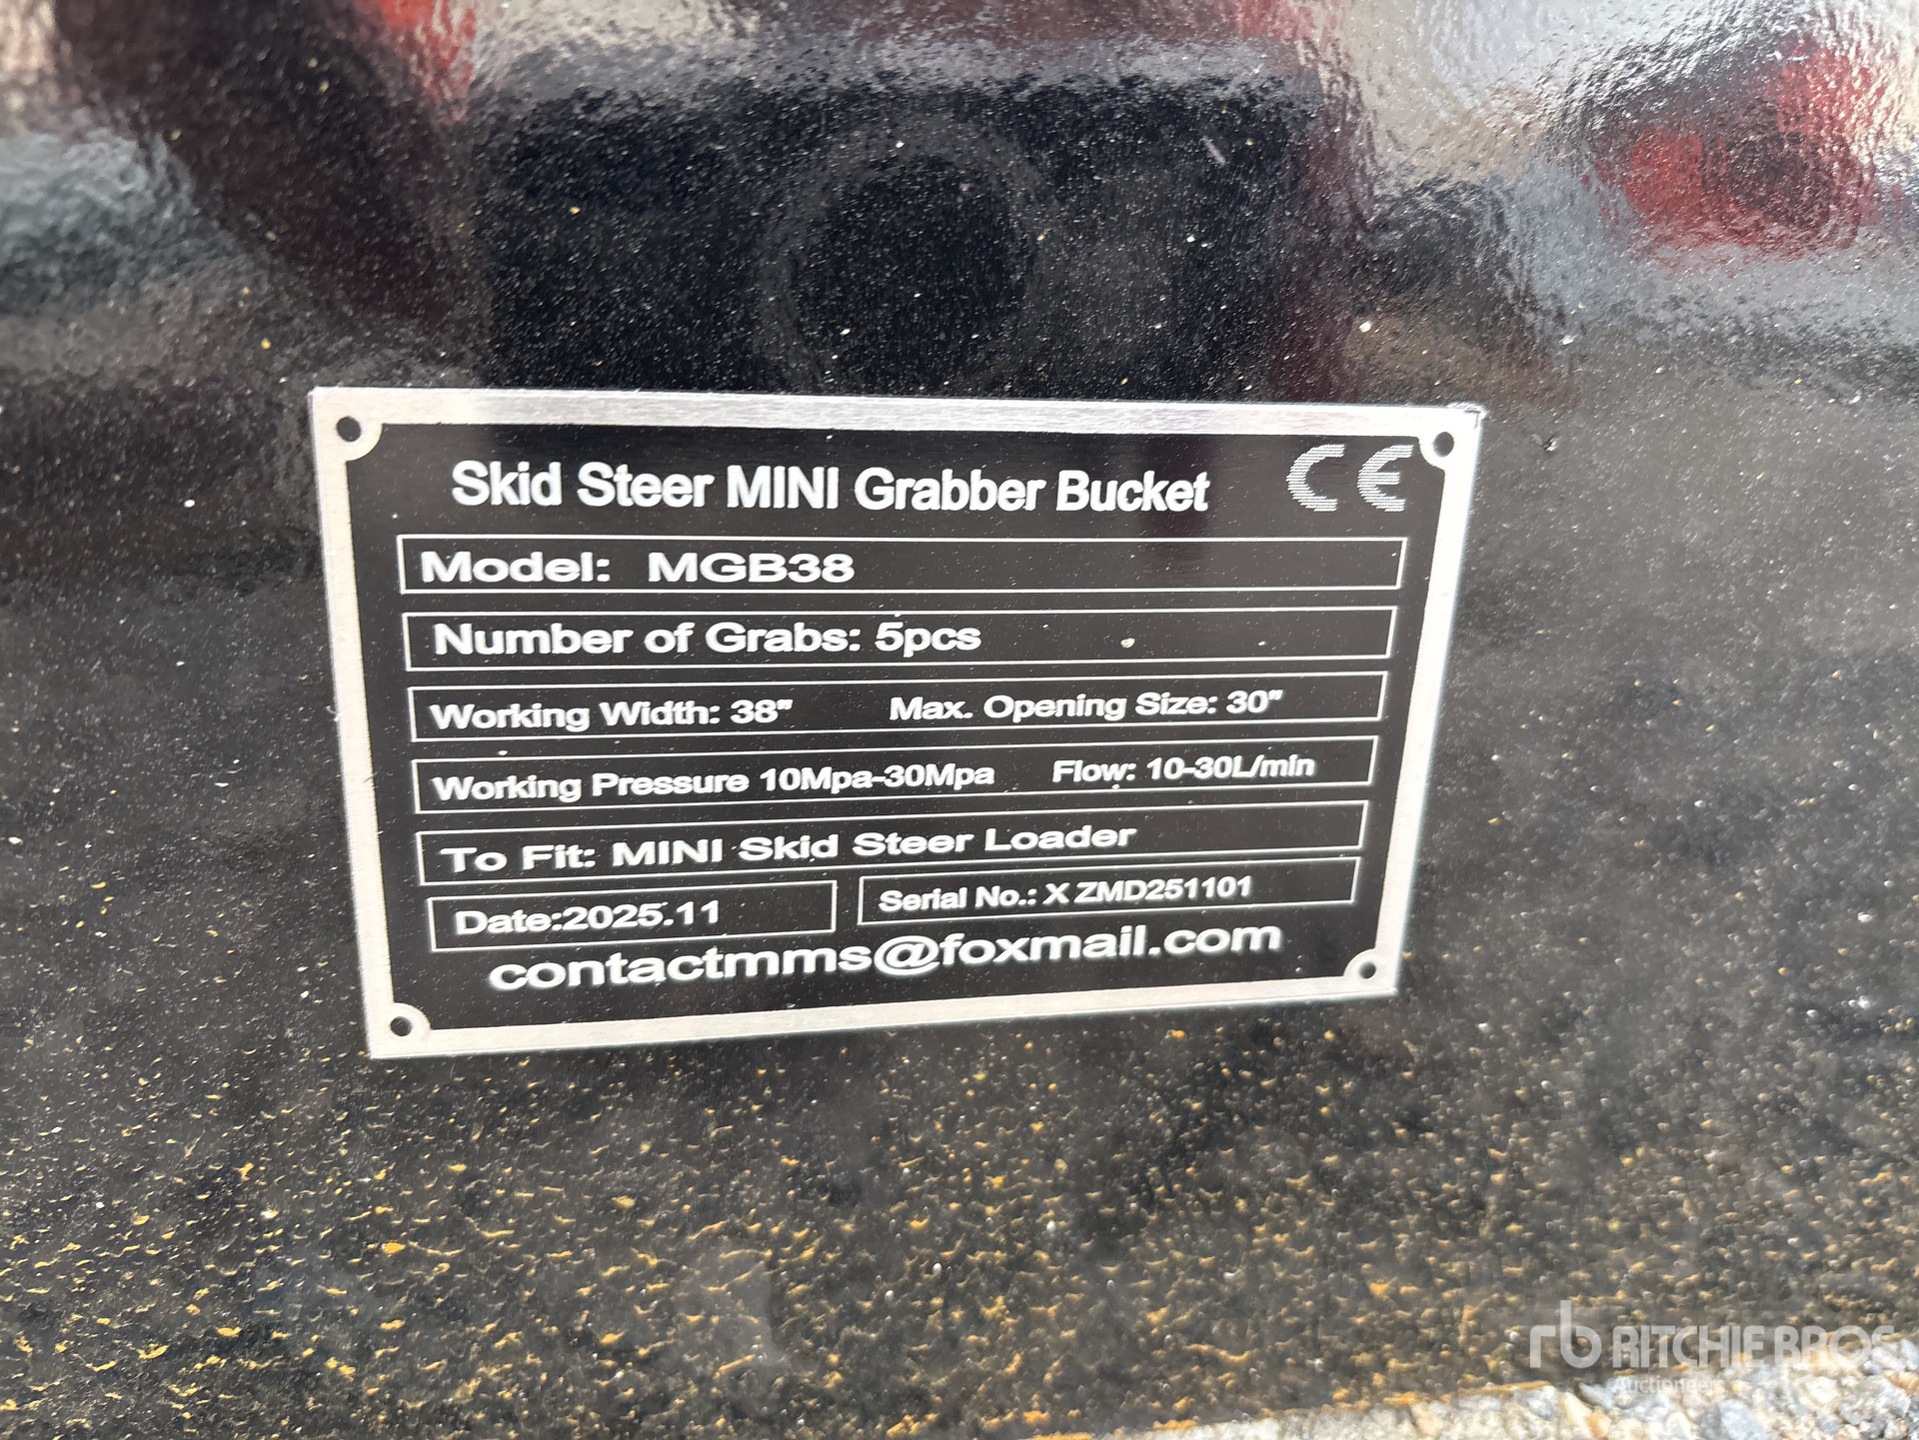 Skid Steer MINI Grabber Bucket CE
Model: MGB38
Number of Grabs: 5pcs
Working Width: 38" Max. Opening Size: 30"
Working Pressure 10Mpa-30Mpa Flow: 10-30L/min
To Fit: MINI Skid Steer Loader
Date:2025.11 Serial No.: X ZMD251101
contactmms@foxmail.com
rb RITCHIE BROS.
Auctioneers